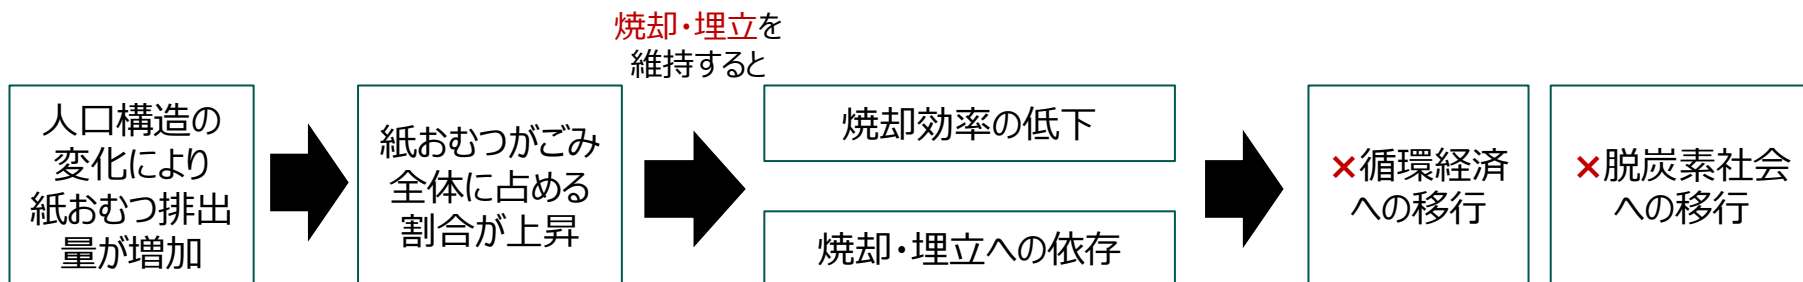 焼却・埋立を
維持すると
人口構造の
変化により
紙おむつ排出
量が増加
紙おむつがごみ
全体に占める
割合が上昇
焼却効率の低下
焼却・埋立への依存
×循環経済
への移行
×脱炭素社会
への移行